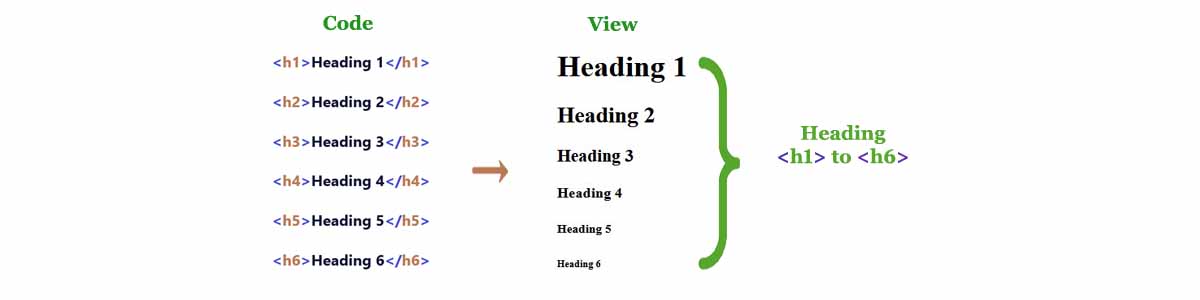 Code
<h1>Heading 1</h1>
<h2>Heading 2</h2>
<h3>Heading 3</h3>
<h4>Heading 4</h4>
<h5>Heading 5</h5>
<h6>Heading 6</h6>
View
Heading 1
Heading 2
Heading 3
Heading 4
Heading 5
Heading 6
Heading
<h1> to <h6>